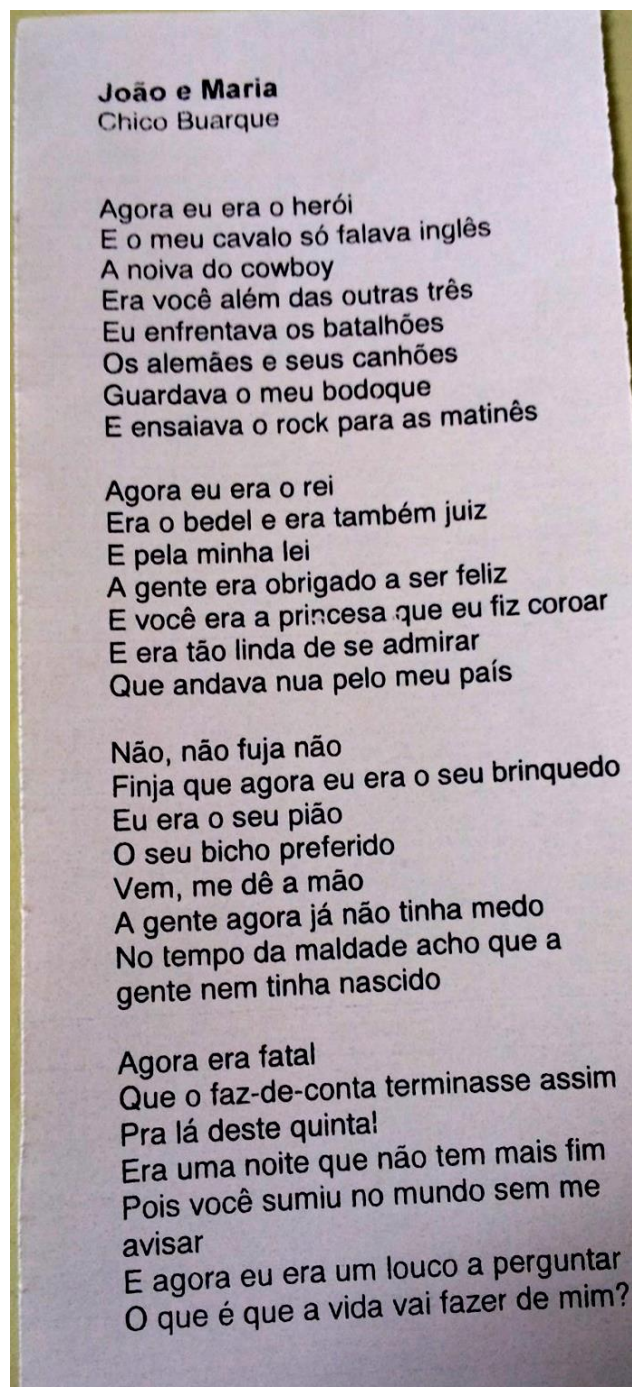 João e Maria
Chico Buarque
Agora eu era o herói
E o meu cavalo só falava inglês
A noiva do cowboy
Era você além das outras três
Eu enfrentava os batalhões
Os alemães e seus canhões
Guardava o meu bodoque
E ensaiava o rock para as matinês
Agora eu era o rei
Era o bedel e era também juiz
E pela minha lei
A gente era obrigado a ser feliz
E você era a princesa que eu fiz coroar
E era tão linda de se admirar
Que andava nua pelo meu país
Não, não fuja não
Finja que agora eu era o seu brinquedo
Eu era o seu pião
O seu bicho preferido
Vem, me dê a mão
A gente agora já não tinha medo
No tempo da maldade acho que a
gente nem tinha nascido
Agora era fatal
Que o faz-de-conta terminasse assim
Pra lá deste quintal
Era uma noite que não tem mais fim
Pois você sumiu no mundo sem me
avisar
E agora eu era um louco a perguntar
O que é que a vida vai fazer de mim?